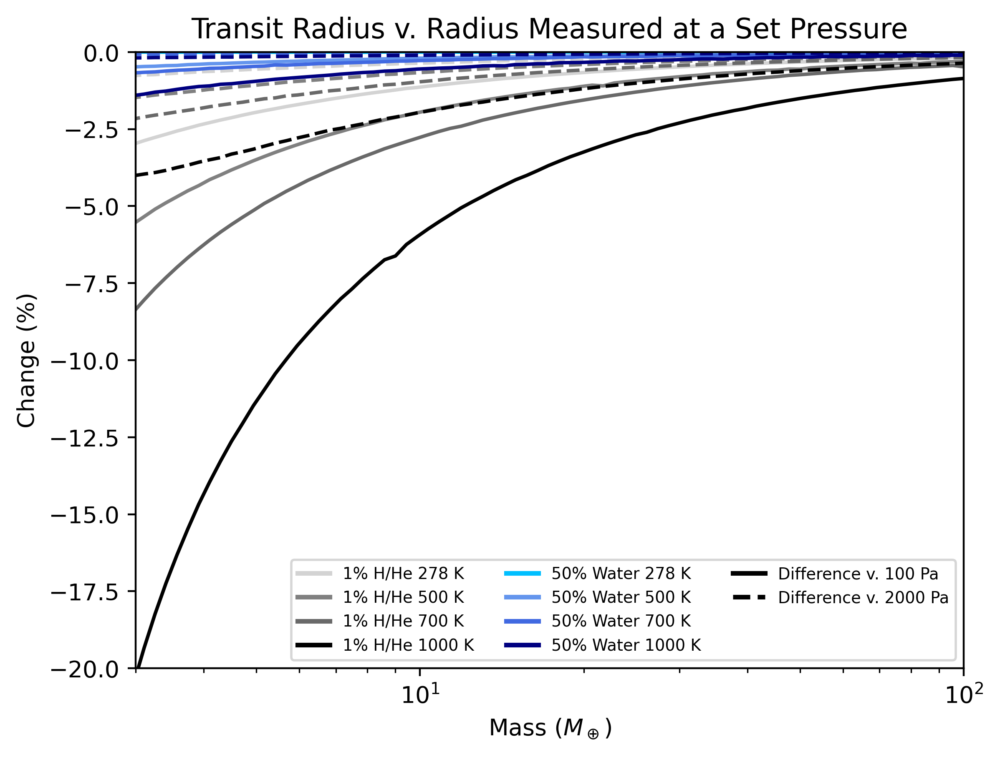 Transit Radius v. Radius Measured at a Set Pressure
0.0
−2.5
−5.0
−7.5
−10.0
−12.5
−15.0
−17.5
−20.0
Change (%)
1% H/He 278 K
1% H/He 500 K
1% H/He 700 K
1% H/He 1000 K
50% Water 278 K
50% Water 500 K
50% Water 700 K
50% Water 1000 K
Difference v. 100 Pa
Difference v. 2000 Pa
10¹
10²
Mass (M⊕)